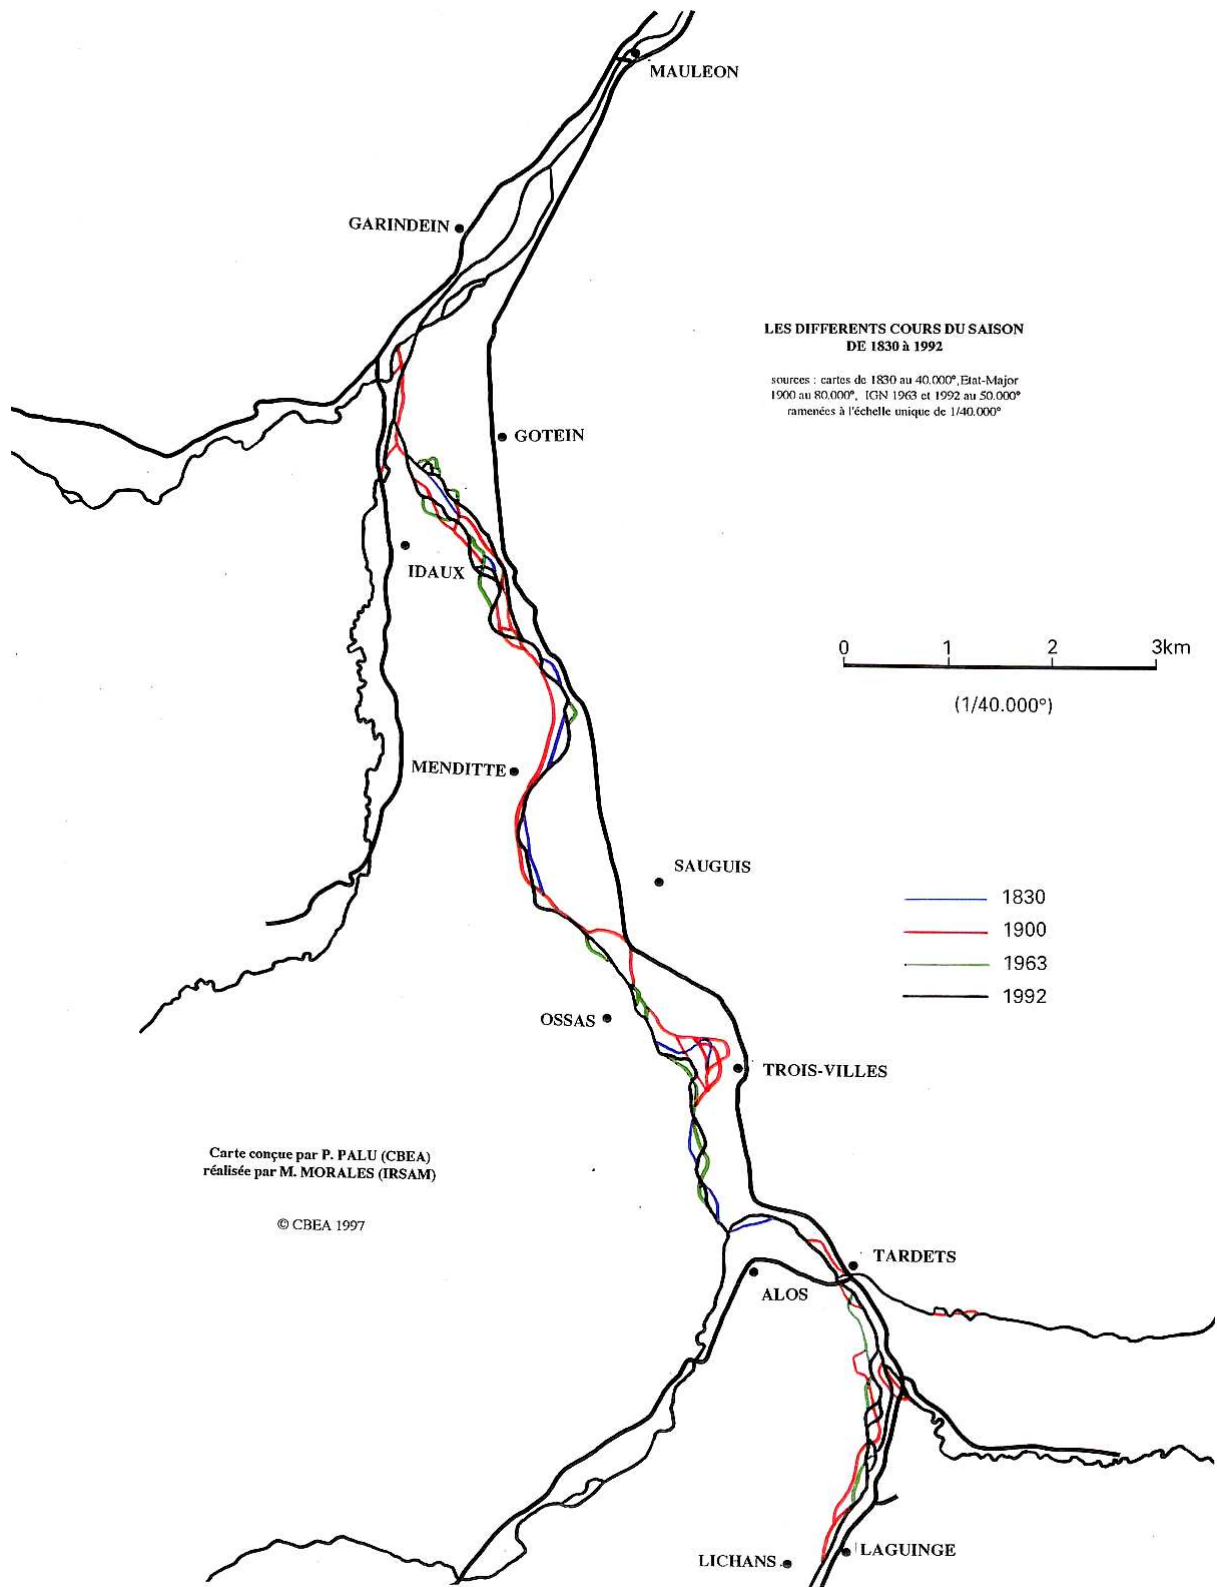 MAULEON
GARINDEIN
LES DIFFERENTS COURS DU SAISON
DE 1830 à 1992
sources : cartes de 1830 au 40.000°, Etat-Major
1900 au 80.000°, IGN 1963 et 1992 au 50.000°
ramenées à l'échelle unique de 1/40.000°
GOTEIN
IDAUX
0 1 2 3km
(1/40.000°)
MENDITTE
SAUGUIS
1830
1900
1963
1992
OSSAS
TROIS-VILLES
Carte conçue par P. PALU (CBEA)
réalisée par M. MORALES (IRSAM)
© CBEA 1997
TARDETS
ALOS
LICHANS
LAGUINGE